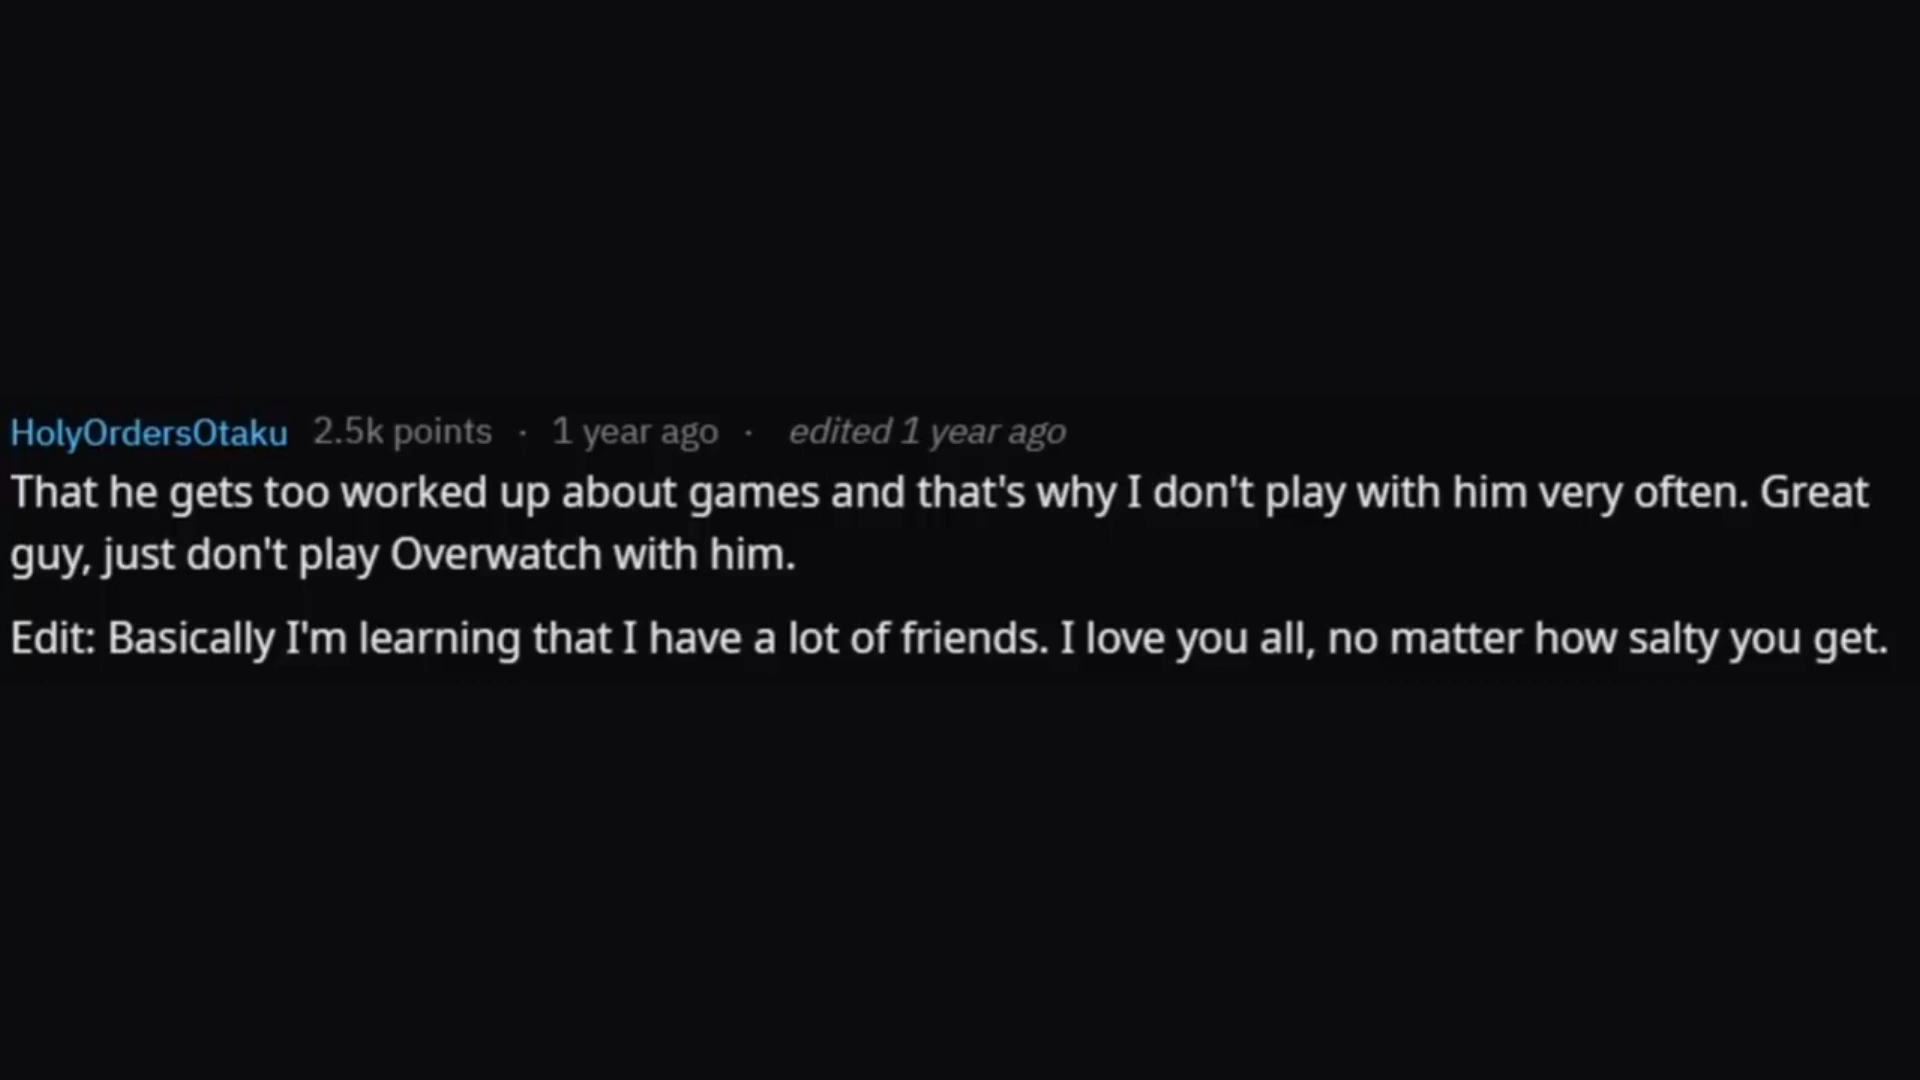 HolyOrdersOtaku 2.5k points · 1 year ago · edited 1 year ago
That he gets too worked up about games and that's why I don't play with him very often. Great
guy, just don't play Overwatch with him.
Edit: Basically I'm learning that I have a lot of friends. I love you all, no matter how salty you get.